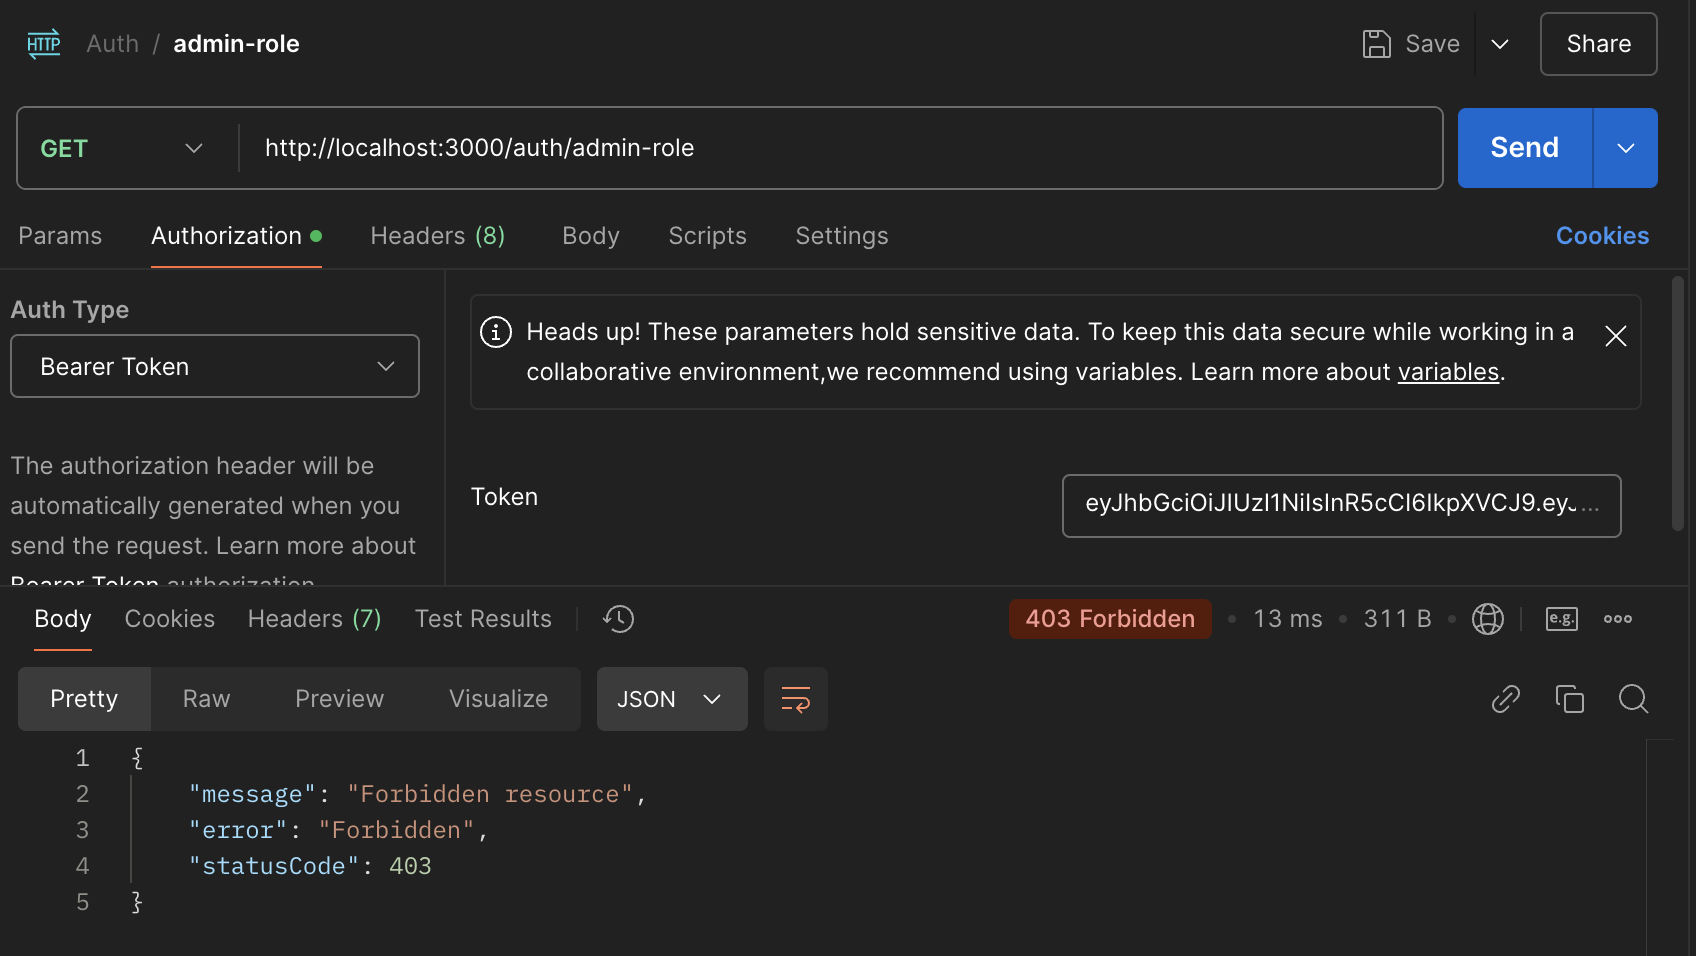 HTTP Auth / admin-role Save Share
GET http://localhost:3000/auth/admin-role Send
Params Authorization Headers (8) Body Scripts Settings Cookies
Auth Type
Bearer Token
The authorization header will be
automatically generated when you
send the request. Learn more about
Bearer Token authorization
Heads up! These parameters hold sensitive data. To keep this data secure while working in a
collaborative environment,we recommend using variables. Learn more about variables.
Token eyJhbGciOiJIUzI1NiIsInR5cCI6IkpXVCJ9.eyJ...
Body Cookies Headers (7) Test Results 403 Forbidden • 13 ms • 311 B • e.g.
Pretty Raw Preview Visualize JSON
1 {
2 "message": "Forbidden resource",
3 "error": "Forbidden",
4 "statusCode": 403
5 }